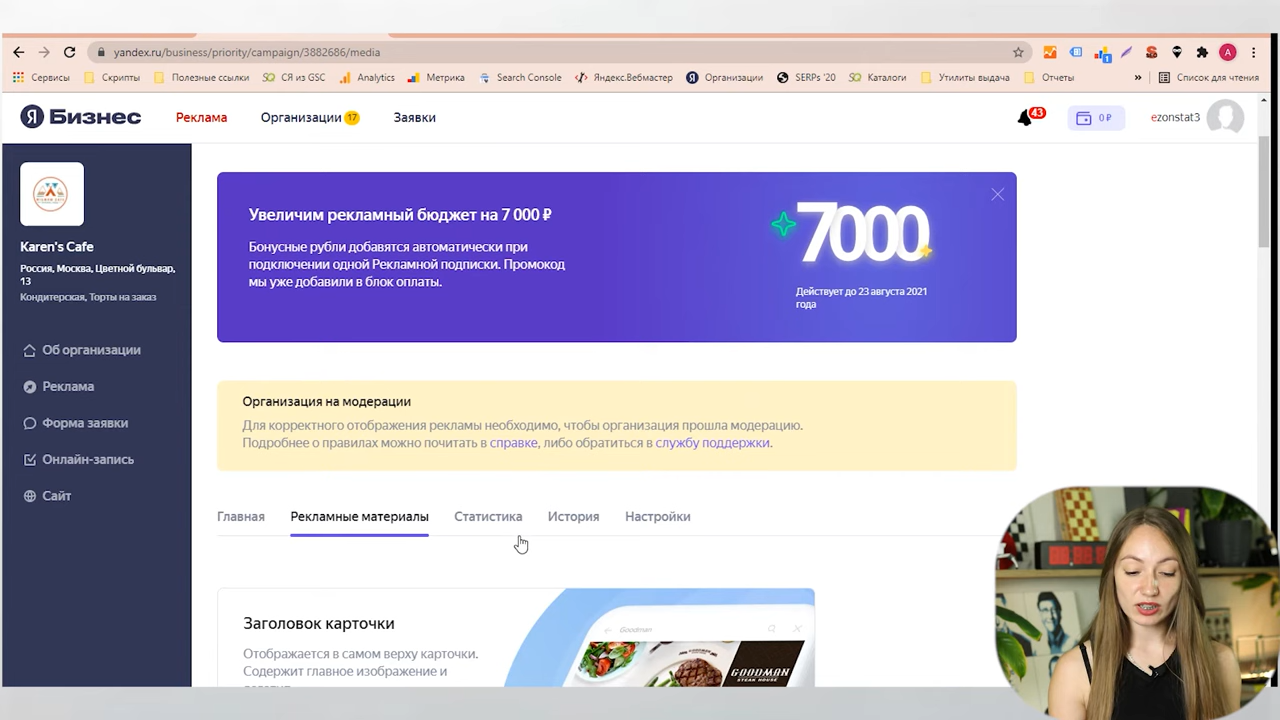 yandex.ru/business/priority/campaign/3882686/media
Сервисы Скрипты Полезные ссылки СЯ из GSC Analytics Метрика Search Console Яндекс.Вебмастер Организации SERPs '20 Каталоги Утилиты выдача Отчеты » Список для чтения
Я Бизнес Реклама Организации 17 Заявки 43 0 ₽ ezonstat3
Увеличим рекламный бюджет на 7 000 ₽
Бонусные рубли добавятся автоматически при
подключении одной Рекламной подписки. Промокод
мы уже добавили в блок оплаты.
7000
Действует до 23 августа 2021
года
Karen's Cafe
Россия, Москва, Цветной бульвар,
13
Кондитерская, Торты на заказ
Об организации
Реклама
Форма заявки
Онлайн-запись
Сайт
Организация на модерации
Для корректного отображения рекламы необходимо, чтобы организация прошла модерацию.
Подробнее о правилах можно почитать в справке, либо обратиться в службу поддержки.
Главная Рекламные материалы Статистика История Настройки
Заголовок карточки
Отображается в самом верху карточки.
Содержит главное изображение и
Goodman
GOODMAN
STEAK HOUSE